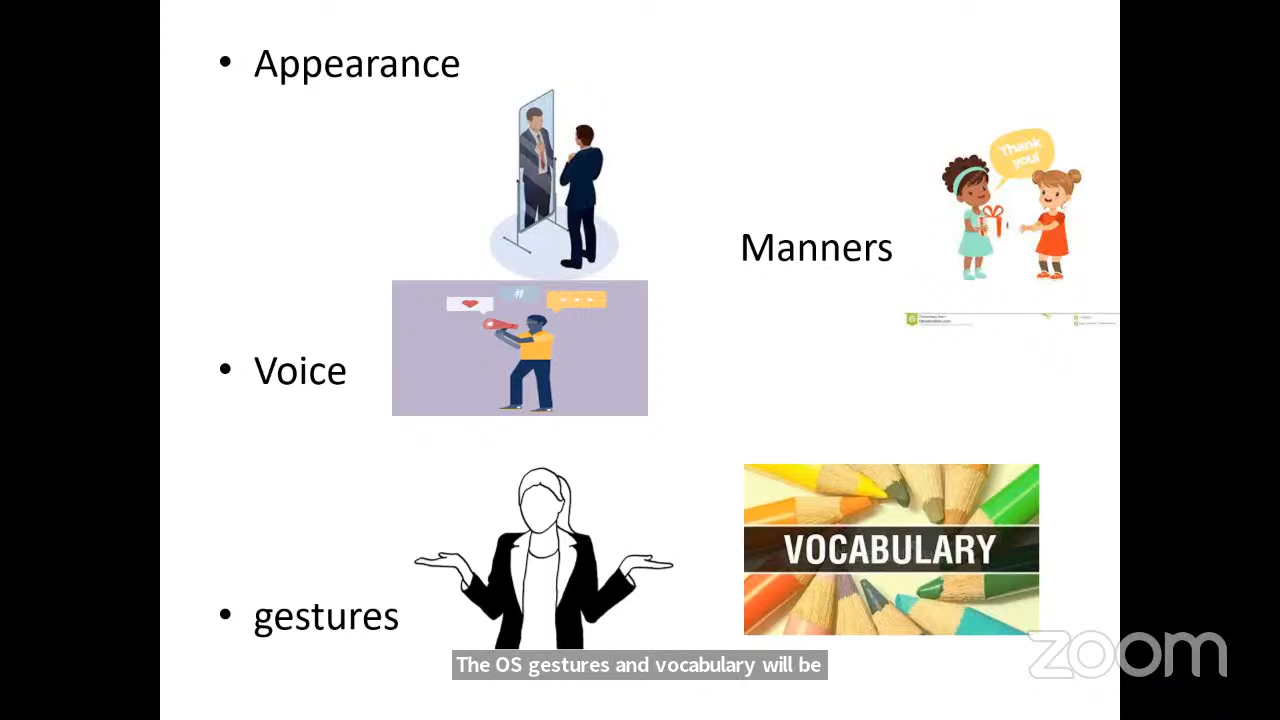 • Appearance
Thank
you!
Manners
#
• Voice
VOCABULARY
• gestures
The OS gestures and vocabulary will be
zoom